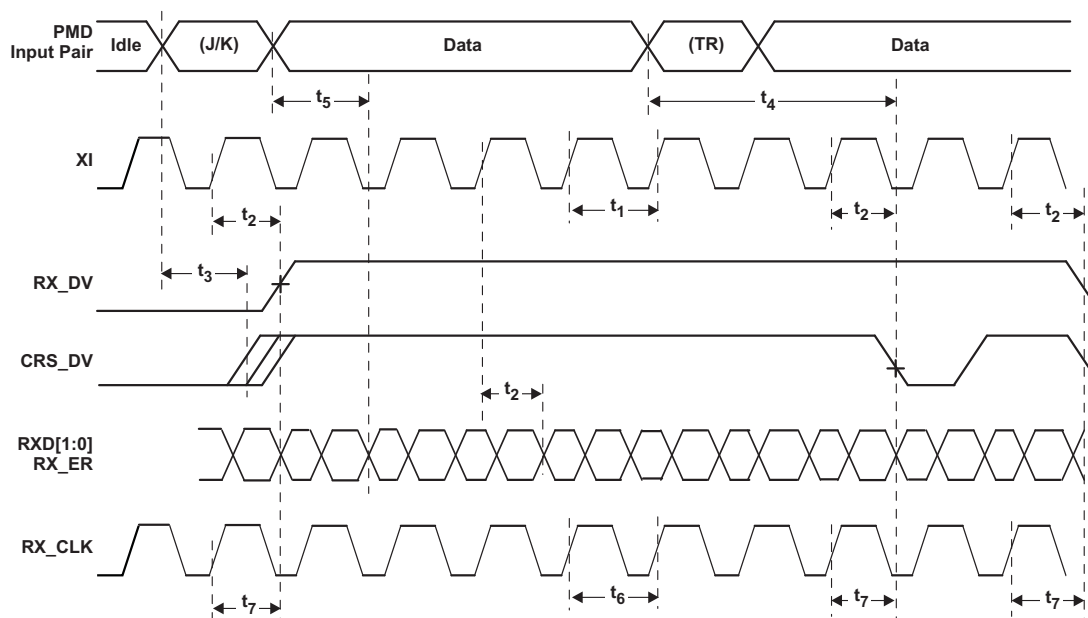 PMD
Input Pair
Idle
(J/K)
Data
(TR)
Data
t5
t4
XI
t2
t1
t2
t2
t3
RX_DV
CRS_DV
t2
RXD[1:0]
RX_ER
RX_CLK
t7
t6
t7
t7